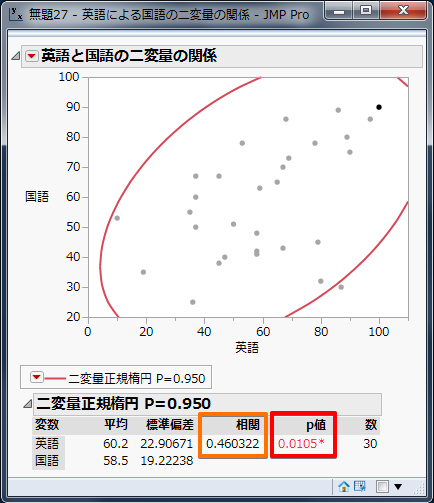 無題27 - 英語による国語の二変量の関係 - JMP Pro
英語と国語の二変量の関係
100
90
80
70
60
50
40
30
20
国語
0 20 40 60 80 100
英語
二変量正規楕円 P=0.950
二変量正規楕円 P=0.950
変数 平均 標準偏差 相関 p値 数
英語 60.2 22.90671 0.460322 0.0105* 30
国語 58.5 19.22238